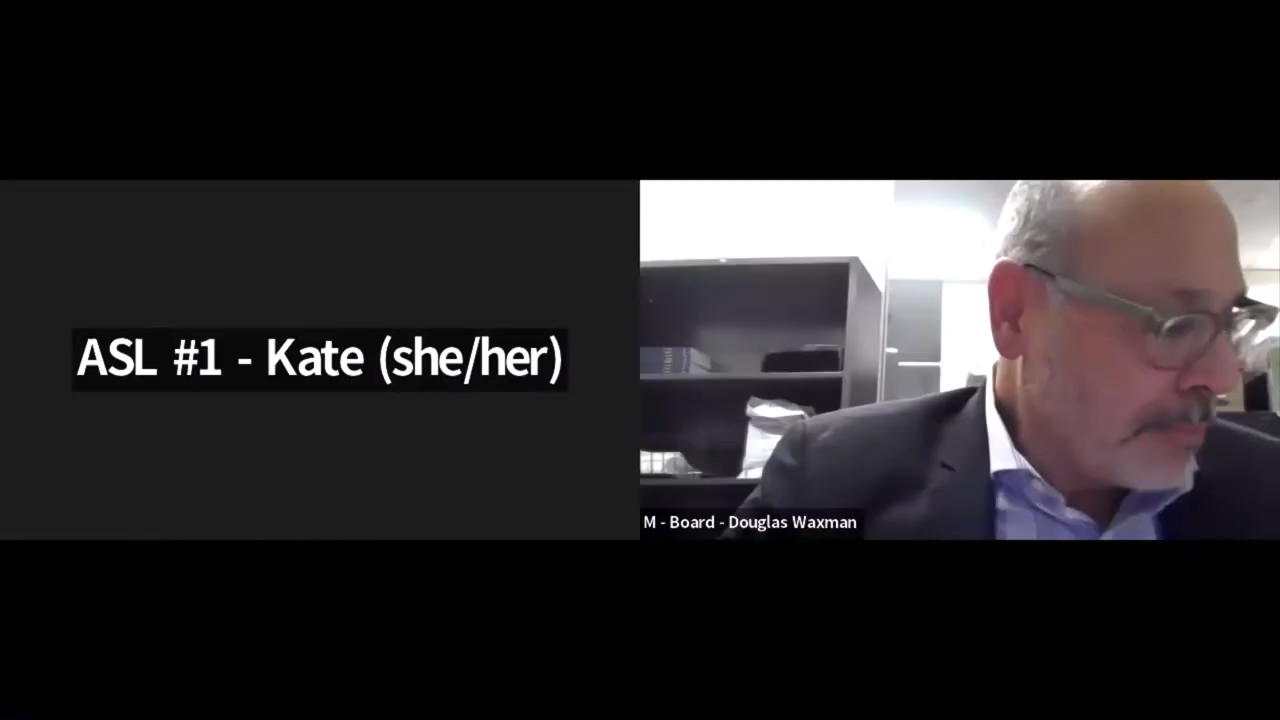 ASL #1 - Kate (she/her)
M - Board - Douglas Waxman